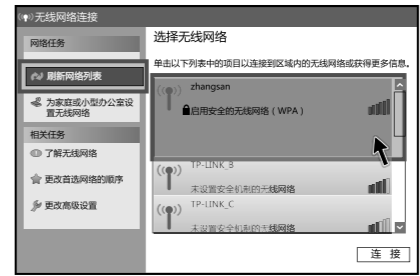 无线网络连接
网络任务
刷新网络列表
为家庭或小型办公室设
置无线网络
相关任务
了解无线网络
更改首选网络的顺序
更改高级设置
选择无线网络
单击以下列表中的项目以连接到区域内的无线网络或获得更多信息。
zhangsan
启用安全的无线网络(WPA)
TP-LINK_B
未设置安全机制的无线网络
TP-LINK_C
未设置安全机制的无线网络
连 接